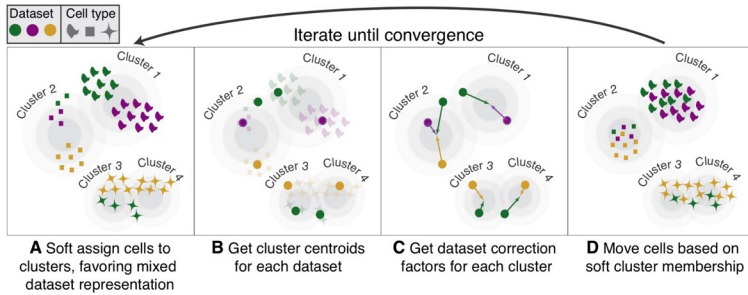 Dataset
Cell type
Iterate until convergence
Cluster 1
Cluster 2
Cluster 3
Cluster 4
Cluster 1
Cluster 2
Cluster 3
Cluster 4
Cluster 1
Cluster 2
Cluster 3
Cluster 4
Cluster 1
Cluster 2
Cluster 3
Cluster 4
A Soft assign cells to
clusters, favoring mixed
dataset representation
B Get cluster centroids
for each dataset
C Get dataset correction
factors for each cluster
D Move cells based on
soft cluster membership